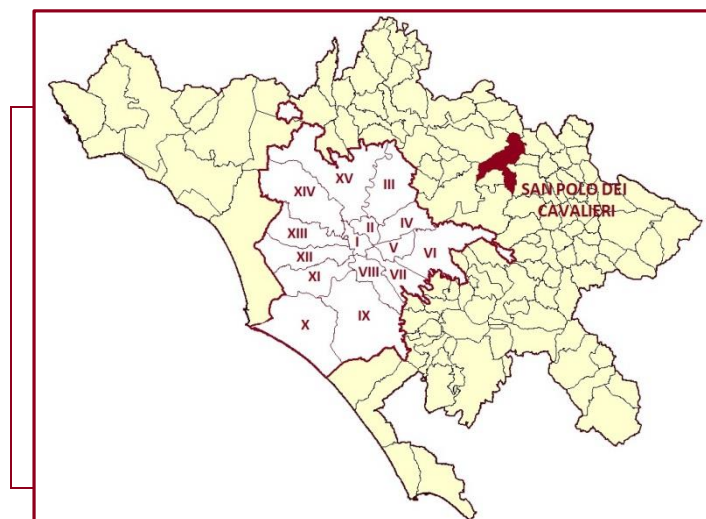 XV
III
XIV
SAN POLO DEI
CAVALIERI
II
IV
XIII
I
V
VI
XII
XI
VIII
VII
IX
X